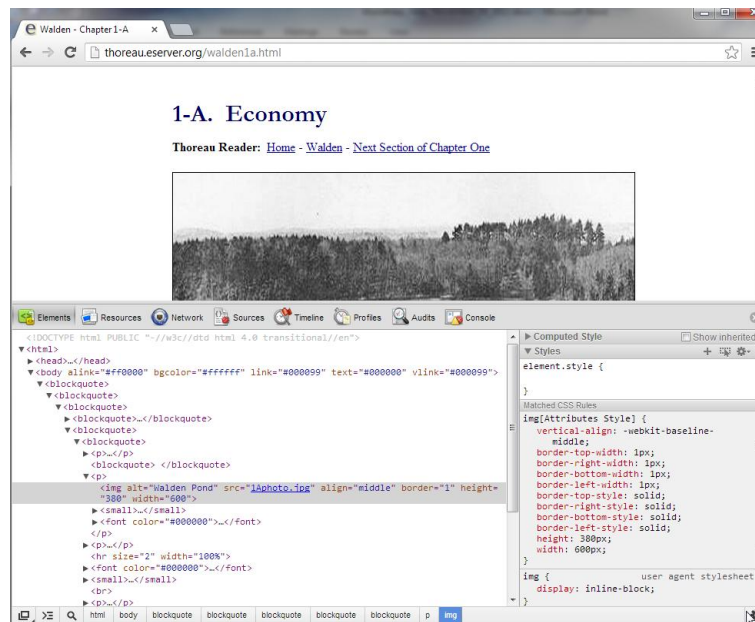 Walden - Chapter 1-A
thoreau.eserver.org/walden1a.html
1-A. Economy
Thoreau Reader: Home - Walden - Next Section of Chapter One
Elements Resources Network Sources Timeline Profiles Audits Console
<!DOCTYPE html PUBLIC "-//w3c//dtd html 4.0 transitional//en">
▼<html>
▶<head>…</head>
▼<body alink="#ff0000" bgcolor="#ffffff" link="#000099" text="#000000" vlink="#000099">
▼<blockquote>
▼<blockquote>
▼<blockquote>
▶<blockquote>…</blockquote>
▼<blockquote>
▼<blockquote>
▶<p>…</p>
<blockquote> </blockquote>
▼<p>
<img alt="Walden Pond" src="1Aphoto.jpg" align="middle" border="1" height=
"380" width="600">
▶<small>…</small>
▶<font color="#000000">…</font>
</p>
▶<p>…</p>
<hr size="2" width="100%">
▶<font color="#000000">…</font>
▶<small>…</small>
<br>
▶<p>…</p>
html body blockquote blockquote blockquote blockquote blockquote p img
▶ Computed Style Show inherited
▼ Styles
element.style {
}
Matched CSS Rules
img[Attributes Style] {
vertical-align: -webkit-baseline-
middle;
border-top-width: 1px;
border-right-width: 1px;
border-bottom-width: 1px;
border-left-width: 1px;
border-top-style: solid;
border-right-style: solid;
border-bottom-style: solid;
border-left-style: solid;
height: 380px;
width: 600px;
}
img { user agent stylesheet
display: inline-block;
}